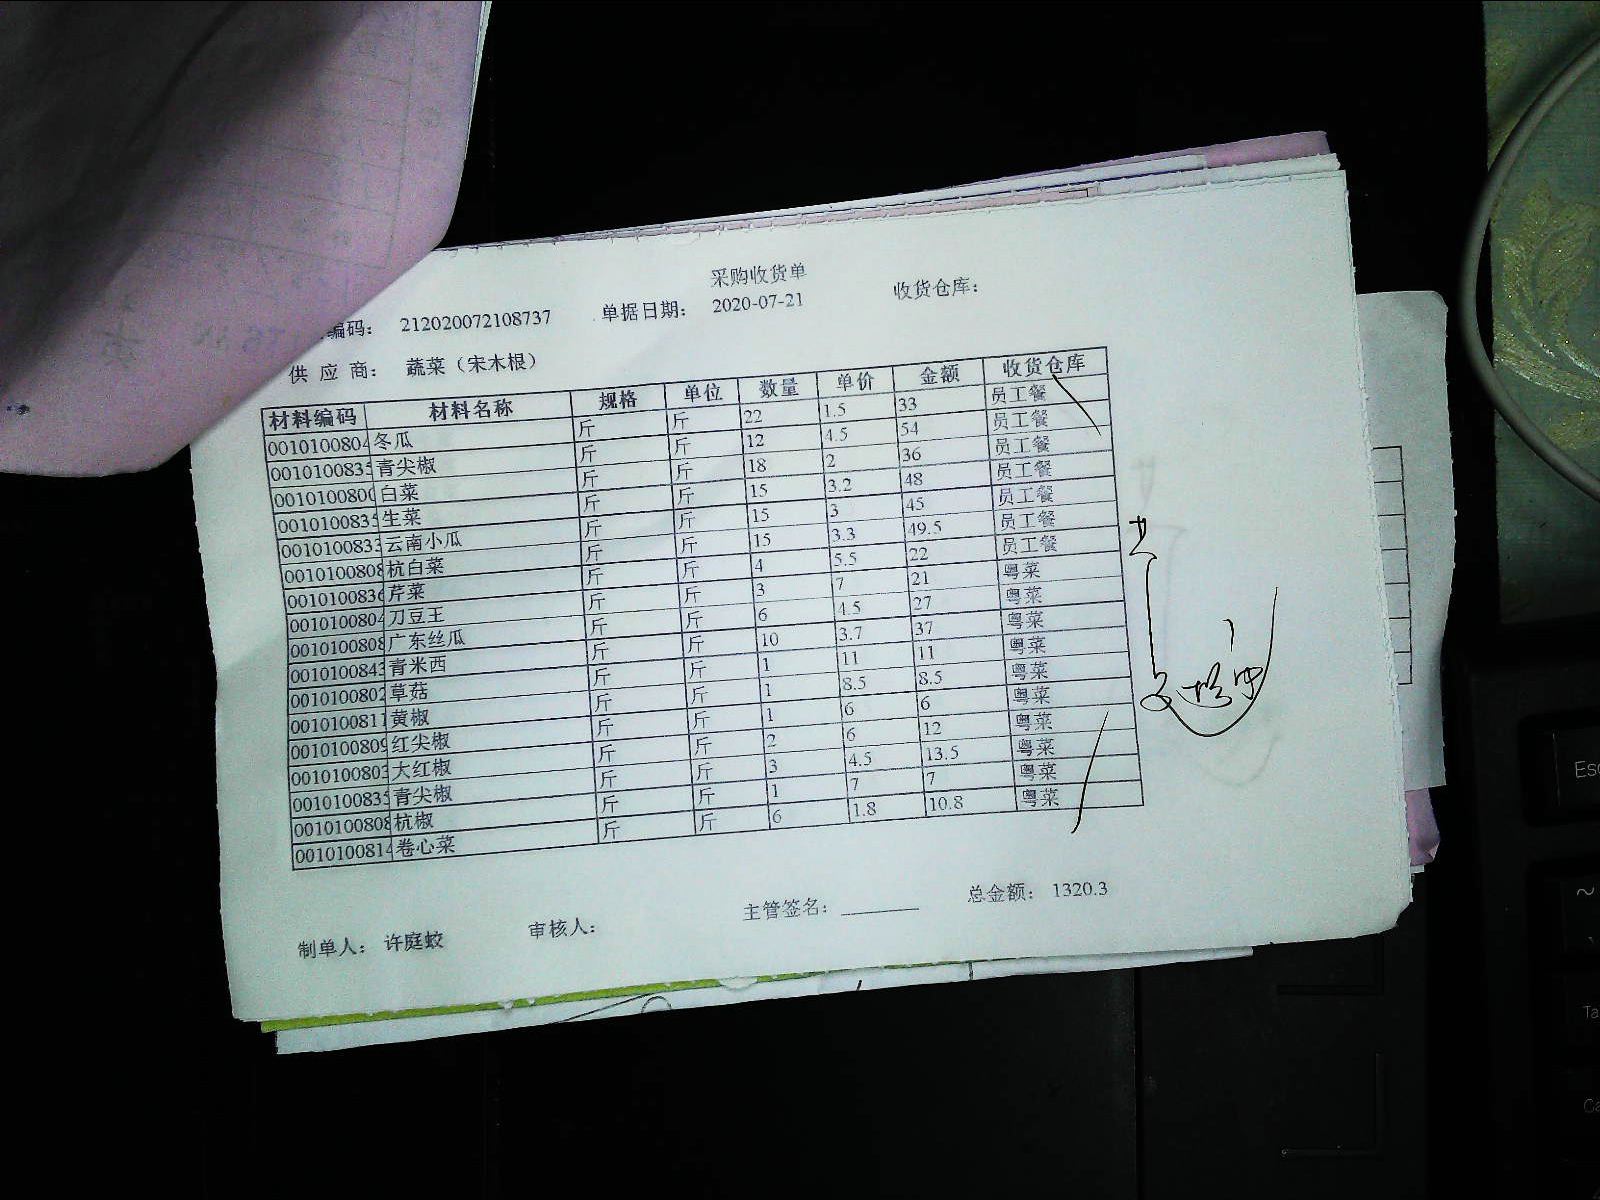 采购收货单
编码： 212020072108737 单据日期： 2020-07-21 收货仓库：
供 应 商： 蔬菜（宋木根）
材料编码 材料名称 规格 单位 数量 单价 金额 收货仓库
0010100804 冬瓜 斤 斤 22 1.5 33 员工餐
001010083 青尖椒 斤 斤 12 4.5 54 员工餐
001010080 白菜 斤 斤 18 2 36 员工餐
001010083 生菜 斤 斤 15 3.2 48 员工餐
001010083 云南小瓜 斤 斤 15 3 45 员工餐
0010100808 杭白菜 斤 斤 15 3.3 49.5 员工餐
001010083 芹菜 斤 斤 4 5.5 22 员工餐
0010100804 刀豆王 斤 斤 3 7 21 粤菜
0010100808 广东丝瓜 斤 斤 6 4.5 27 粤菜
001010084 青米西 斤 斤 10 3.7 37 粤菜
0010100802 草菇 斤 斤 1 11 11 粤菜
001010081 黄椒 斤 斤 1 8.5 8.5 粤菜
0010100809 红尖椒 斤 斤 1 6 6 粤菜
0010100803 大红椒 斤 斤 2 6 12 粤菜
001010083 青尖椒 斤 斤 3 4.5 13.5 粤菜
0010100808 杭椒 斤 斤 1 7 7 粤菜
0010100814 卷心菜 斤 斤 6 1.8 10.8 粤菜
制单人： 许庭蛟 审核人： 主管签名： 总金额： 1320.3